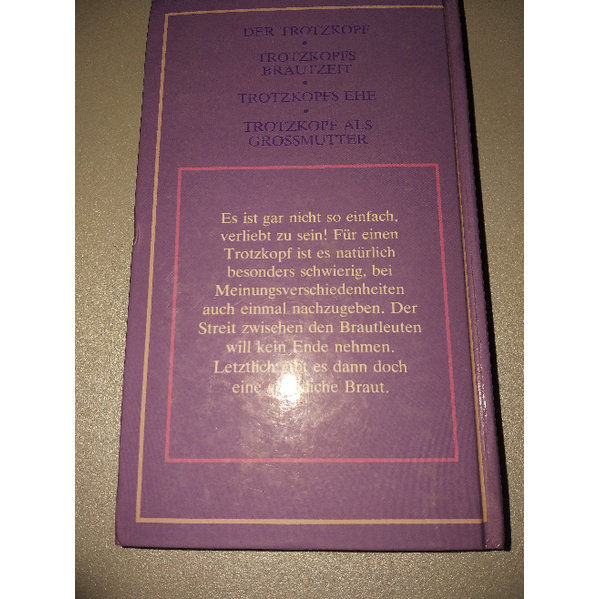 DER TROTZKOPF
•
TROTZKOPFS
BRAUTZEIT
•
TROTZKOPFS EHE
•
TROTZKOPF ALS
GROSSMUTTER
Es ist gar nicht so einfach,
verliebt zu sein! Für einen
Trotzkopf ist es natürlich
besonders schwierig, bei
Meinungsverschiedenheiten
auch einmal nachzugeben. Der
Streit zwischen den Brautleuten
will kein Ende nehmen.
Letztlich gibt es dann doch
eine glückliche Braut.